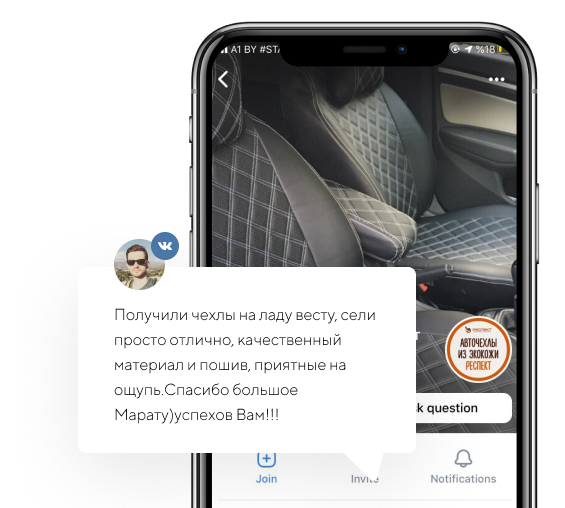 A1 BY #STA
%18
Получили чехлы на ладу весту, сели
просто отлично, качественный
материал и пошив, приятные на
ощупь.Спасибо большое
Марату)успехов Вам!!!
РЕСПЕКТ
АВТОЧЕХЛЫ
ИЗ ЭКОКОЖИ
РЕСПЕКТ
k question
Join
Invite
Notifications